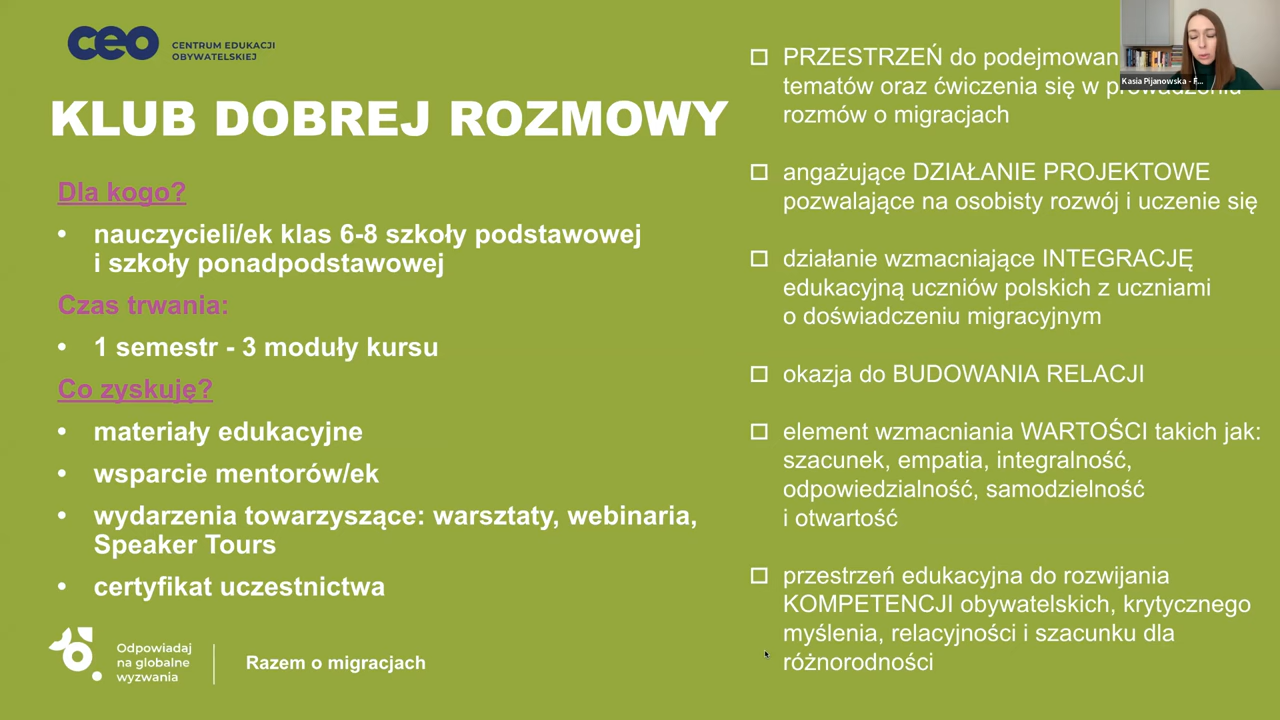 ceo
CENTRUM EDUKACJI
OBYWATELSKIEJ
KLUB DOBREJ ROZMOWY
Dla kogo?
• nauczycieli/ek klas 6-8 szkoły podstawowej
i szkoły ponadpodstawowej
Czas trwania:
• 1 semestr - 3 moduły kursu
Co zyskuję?
• materiały edukacyjne
• wsparcie mentorów/ek
• wydarzenia towarzyszące: warsztaty, webinaria,
Speaker Tours
• certyfikat uczestnictwa
Odpowiadaj
na globalne
wyzwania
Razem o migracjach
PRZESTRZEŃ do
tematów oraz ćwiczenia się w
rozmów o migracjach
angażujące DZIAŁANIE PROJEKTOWE
pozwalające na osobisty rozwój i uczenie się
działanie wzmacniające INTEGRACJĘ
edukacyjną uczniów polskich z uczniami
o doświadczeniu migracyjnym
okazja do BUDOWANIA RELACJI
element wzmacniania WARTOŚCI takich jak:
szacunek, empatia, integralność,
odpowiedzialność, samodzielność
i otwartość
przestrzeń edukacyjna do rozwijania
KOMPETENCJI obywatelskich, krytycznego
myślenia, relacyjności i szacunku dla
różnorodności
Kasia Pijanowska - F...